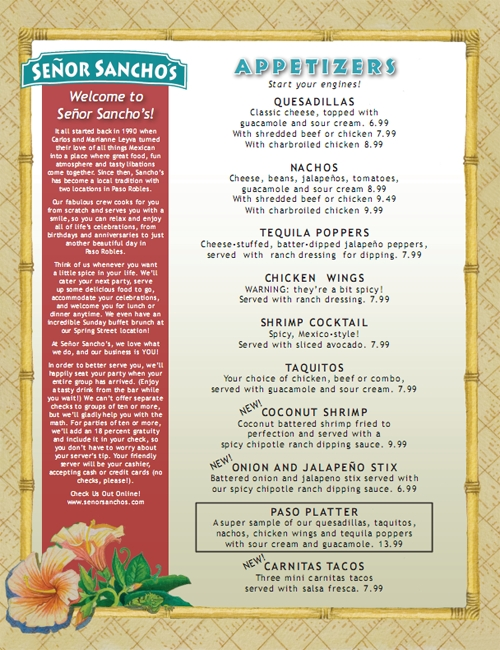 SEÑOR SANCHO'S
Welcome to
Señor Sancho's!
It all started back in 1990 when
Carlos and Marianne Leyva turned
their love of all things Mexican
into a place where great food, fun
atmosphere and tasty libations
come together. Since then, Sancho's
has become a local tradition with
two locations in Paso Robles.
Our fabulous crew cooks for you
from scratch and serves you with a
smile, so you can relax and enjoy
all of life's celebrations, from
birthdays and anniversaries to just
another beautiful day in
Paso Robles.
Think of us whenever you want
a little spice in your life. We'll
cater your next party, serve
up some delicious food to go,
accommodate your celebrations,
and welcome you for lunch or
dinner anytime. We even have an
incredible Sunday buffet brunch at
our Spring Street location!
At Señor Sancho's, we love what
we do, and our business is YOU!
In order to better serve you, we'll
happily seat your party when your
entire group has arrived. (Enjoy
a tasty drink from the bar while
you wait!) We can't offer separate
checks to groups of ten or more,
but we'll gladly help you with the
math. For parties of ten or more,
we'll add an 18 percent gratuity
and include it in your check, so
you don't have to worry about
your server's tip. Your friendly
server will be your cashier,
accepting cash or credit cards (no
checks, please!).
Check Us Out Online!
www.senorsanchos.com
APPETIZERS
Start your engines!
QUESADILLAS
Classic cheese, topped with
guacamole and sour cream. 6.99
With shredded beef or chicken 7.99
With charbroiled chicken 8.99
NACHOS
Cheese, beans, jalapeños, tomatoes,
guacamole and sour cream 8.99
With shredded beef or chicken 9.49
With charbroiled chicken 9.99
TEQUILA POPPERS
Cheese-stuffed, batter-dipped jalapeño peppers,
served with ranch dressing for dipping. 7.99
CHICKEN WINGS
WARNING: they're a bit spicy!
Served with ranch dressing. 7.99
SHRIMP COCKTAIL
Spicy, Mexico-style!
Served with sliced avocado. 7.99
TAQUITOS
Your choice of chicken, beef or combo,
served with guacamole and sour cream. 7.99
NEW!
COCONUT SHRIMP
Coconut battered shrimp fried to
perfection and served with a
spicy chipotle ranch dipping sauce. 9.99
NEW!
ONION AND JALAPEÑO STIX
Battered onion and jalapeno stix served with
our spicy chipotle ranch dipping sauce. 6.99
PASO PLATTER
A super sample of our quesadillas, taquitos,
nachos, chicken wings and tequila poppers
with sour cream and guacamole. 13.99
NEW!
CARNITAS TACOS
Three mini carnitas tacos
served with salsa fresca. 7.99